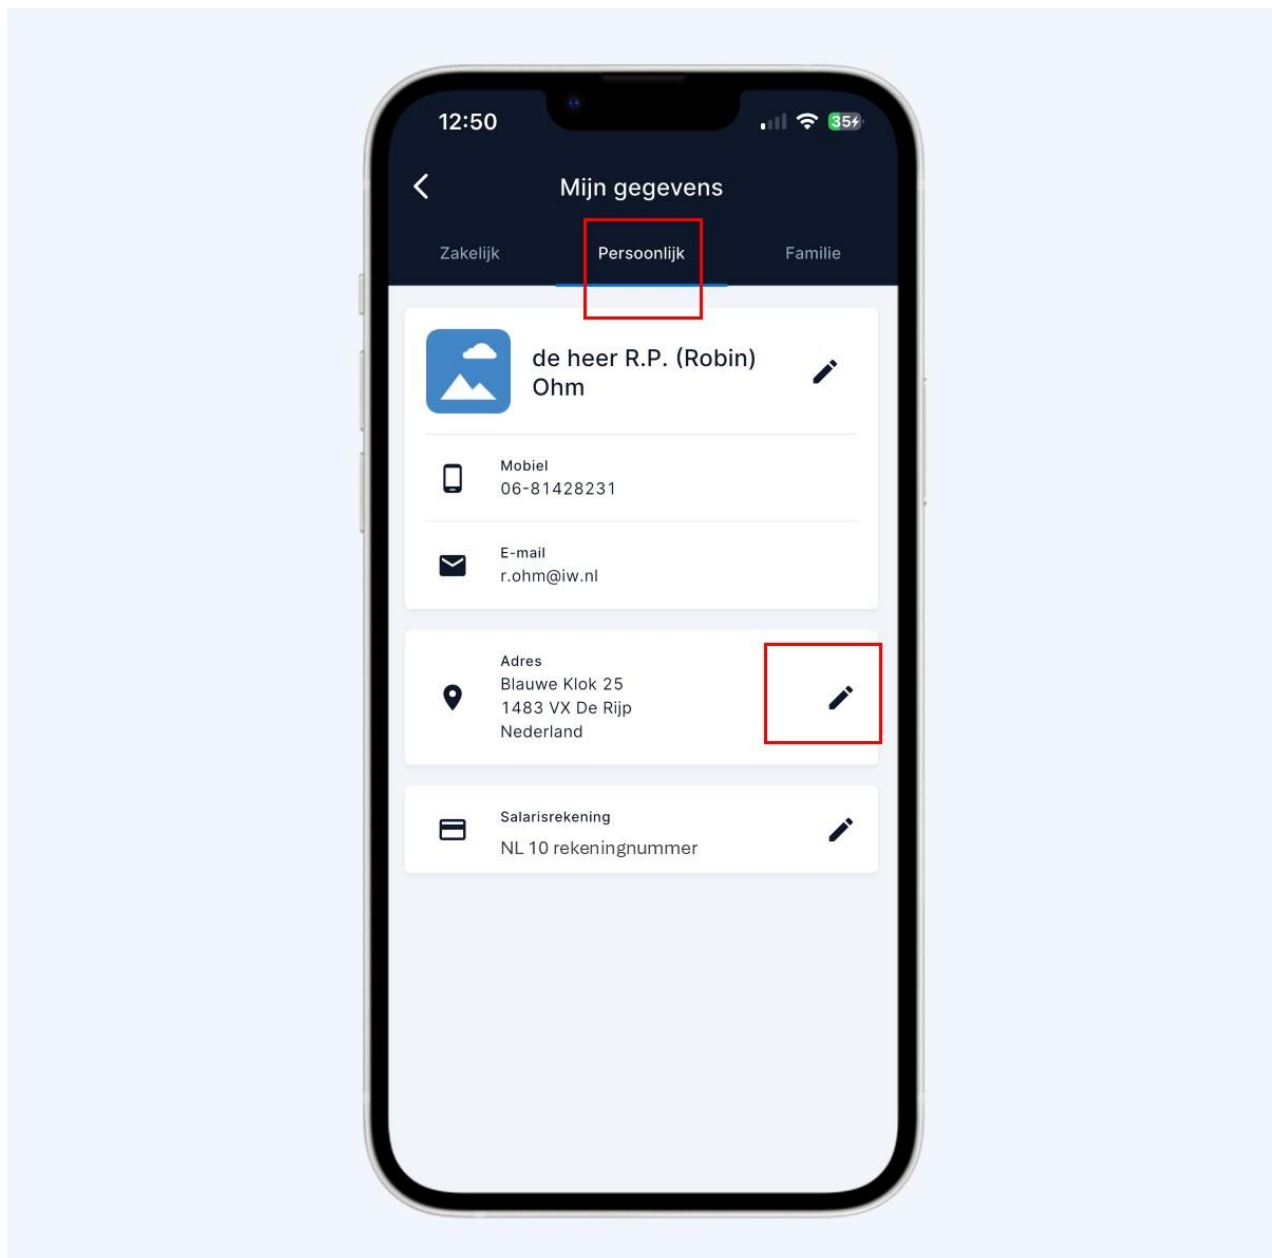 12:50
35
Mijn gegevens
Zakelijk
Persoonlijk
Familie
de heer R.P. (Robin)
Ohm
Mobiel
06-81428231
E-mail
r.ohm@iw.nl
Adres
Blauwe Klok 25
1483 VX De Rijp
Nederland
Salarisrekening
NL 10 rekeningnummer